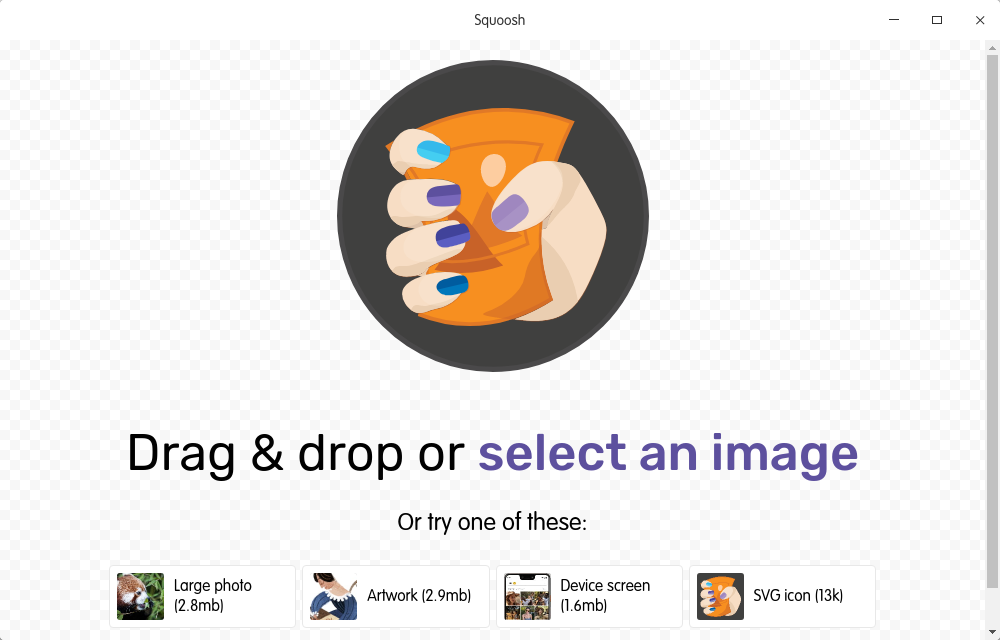 Squoosh
Drag & drop or select an image
Or try one of these:
Large photo
(2.8mb)
Artwork (2.9mb)
Device screen
(1.6mb)
SVG icon (13k)